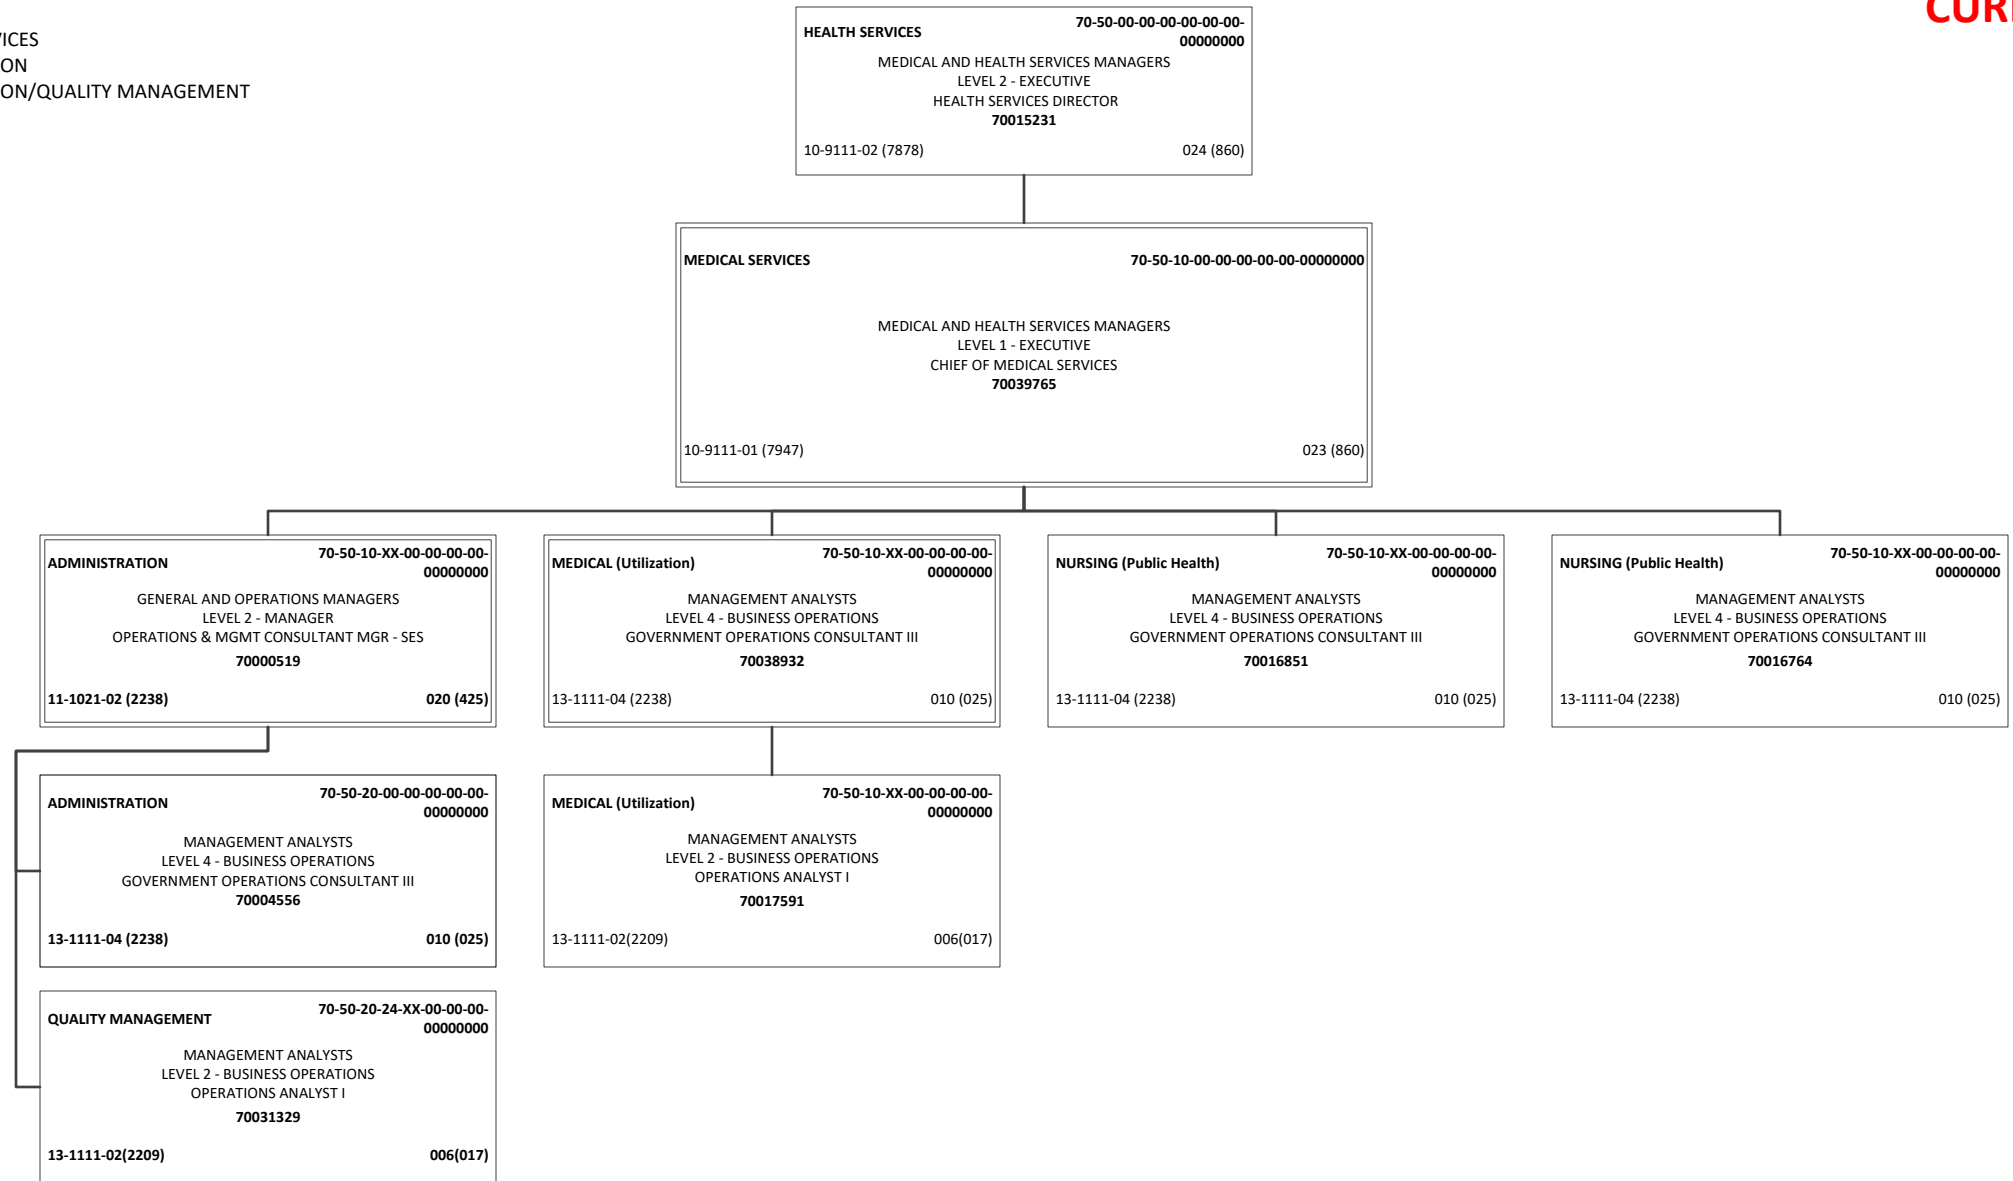 ON/QUALITY MANAGEMENT
HEALTH SERVICES
70-50-00-00-00-00-00-00-
00000000
MEDICAL AND HEALTH SERVICES MANAGERS
LEVEL 2 - EXECUTIVE
HEALTH SERVICES DIRECTOR
70015231
10-9111-02 (7878)
024 (860)
MEDICAL SERVICES
70-50-10-00-00-00-00-00-00000000
MEDICAL AND HEALTH SERVICES MANAGERS
LEVEL 1 - EXECUTIVE
CHIEF OF MEDICAL SERVICES
70039765
10-9111-01 (7947)
023 (860)
ADMINISTRATION
70-50-10-XX-00-00-00-00-
00000000
GENERAL AND OPERATIONS MANAGERS
LEVEL 2 - MANAGER
OPERATIONS & MGMT CONSULTANT MGR - SES
70000519
11-1021-02 (2238)
020 (425)
MEDICAL (Utilization)
70-50-10-XX-00-00-00-00-
00000000
MANAGEMENT ANALYSTS
LEVEL 4 - BUSINESS OPERATIONS
GOVERNMENT OPERATIONS CONSULTANT III
70038932
13-1111-04 (2238)
010 (025)
NURSING (Public Health)
70-50-10-XX-00-00-00-00-
00000000
MANAGEMENT ANALYSTS
LEVEL 4 - BUSINESS OPERATIONS
GOVERNMENT OPERATIONS CONSULTANT III
70016851
13-1111-04 (2238)
010 (025)
NURSING (Public Health)
70-50-10-XX-00-00-00-00-
00000000
MANAGEMENT ANALYSTS
LEVEL 4 - BUSINESS OPERATIONS
GOVERNMENT OPERATIONS CONSULTANT III
70016764
13-1111-04 (2238)
010 (025)
ADMINISTRATION
70-50-20-00-00-00-00-00-
00000000
MANAGEMENT ANALYSTS
LEVEL 4 - BUSINESS OPERATIONS
GOVERNMENT OPERATIONS CONSULTANT III
70004556
13-1111-04 (2238)
010 (025)
MEDICAL (Utilization)
70-50-10-XX-00-00-00-00-
00000000
MANAGEMENT ANALYSTS
LEVEL 2 - BUSINESS OPERATIONS
OPERATIONS ANALYST I
70017591
13-1111-02(2209)
006(017)
QUALITY MANAGEMENT
70-50-20-24-XX-00-00-00-
00000000
MANAGEMENT ANALYSTS
LEVEL 2 - BUSINESS OPERATIONS
OPERATIONS ANALYST I
70031329
13-1111-02(2209)
006(017)